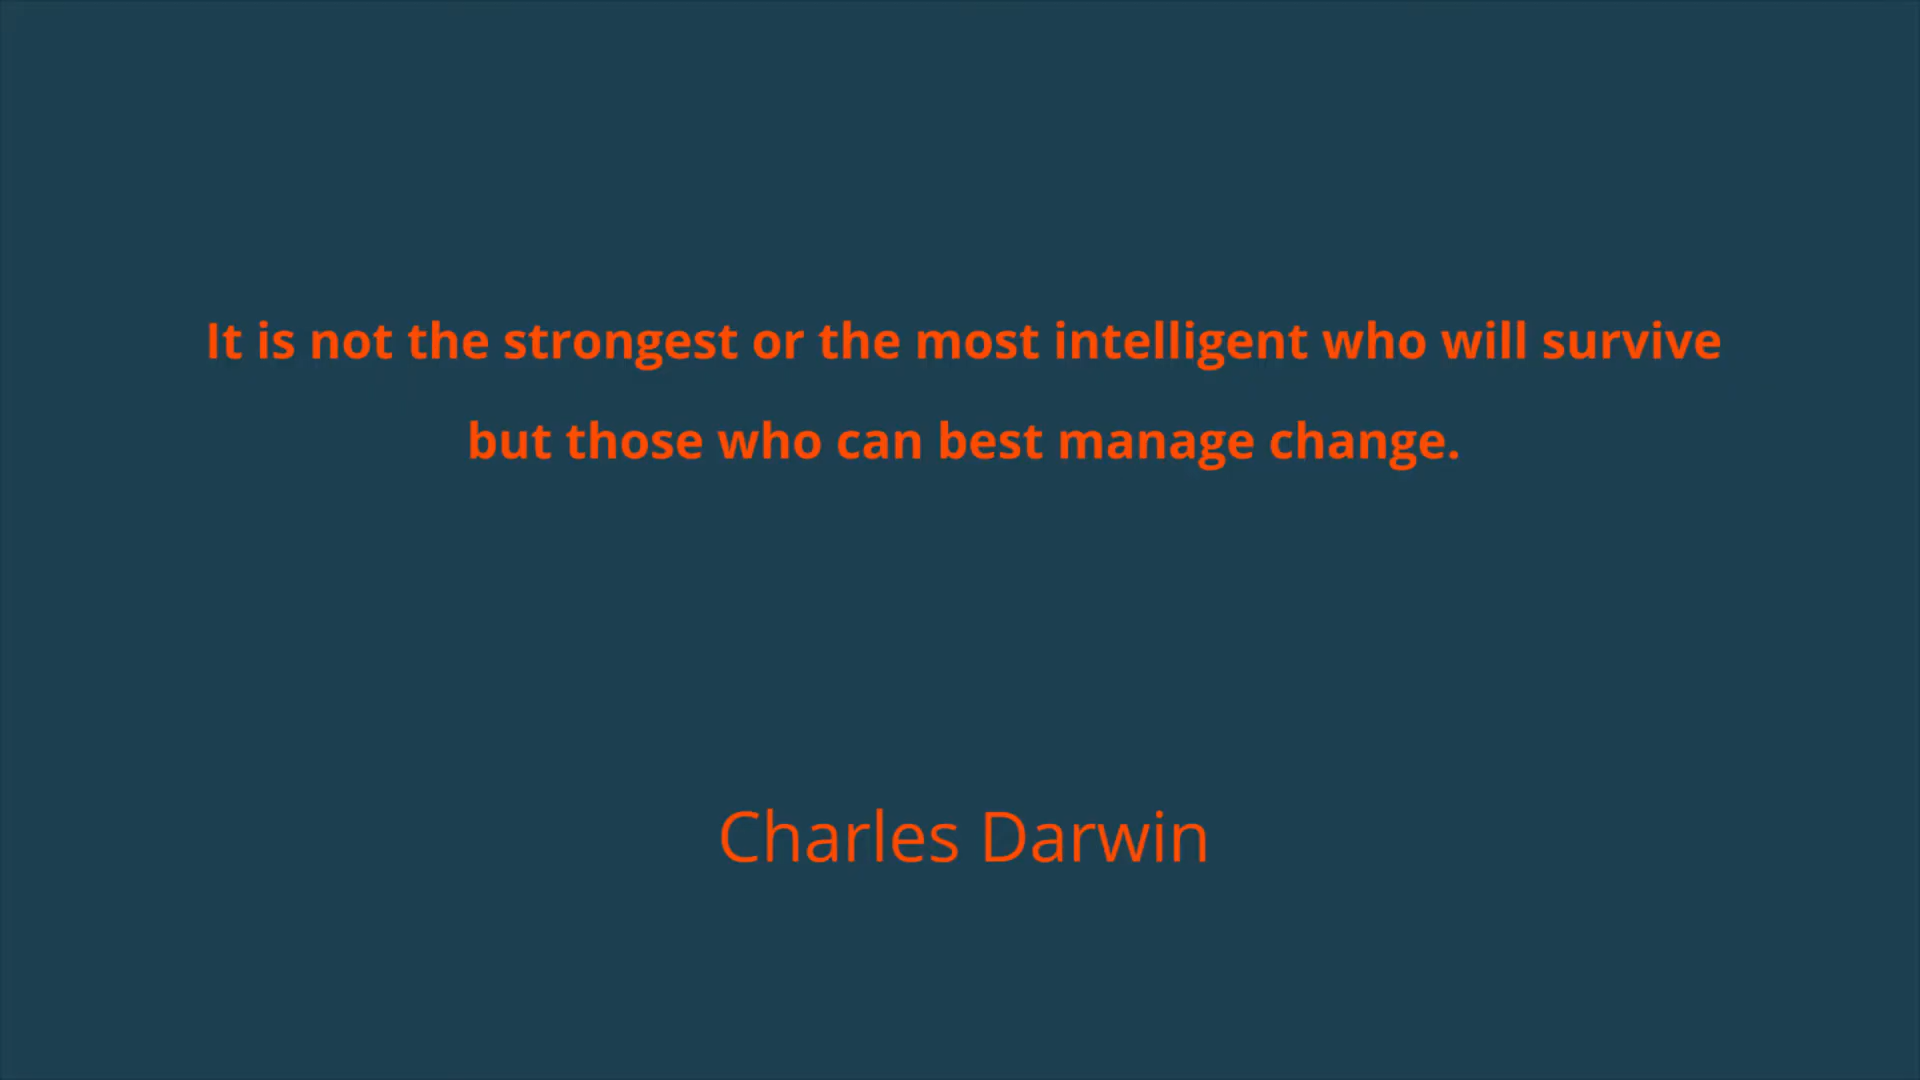 It is not the strongest or the most intelligent who will survive
but those who can best manage change.
Charles Darwin